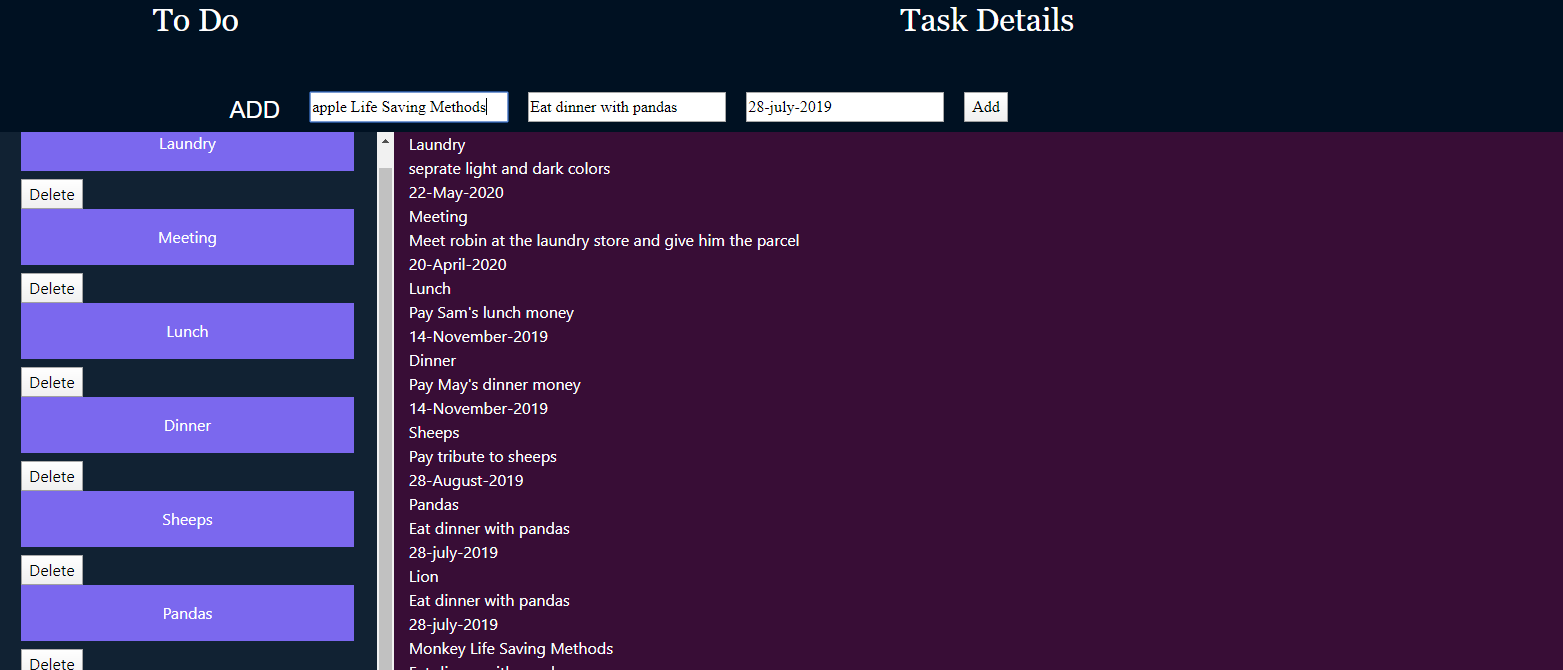 To Do
Task Details
ADD
apple Life Saving Methods
Eat dinner with pandas
28-july-2019
Add
Laundry
Delete
Meeting
Delete
Lunch
Delete
Dinner
Delete
Sheeps
Delete
Pandas
Delete
Laundry
seprate light and dark colors
22-May-2020
Meeting
Meet robin at the laundry store and give him the parcel
20-April-2020
Lunch
Pay Sam's lunch money
14-November-2019
Dinner
Pay May's dinner money
14-November-2019
Sheeps
Pay tribute to sheeps
28-August-2019
Pandas
Eat dinner with pandas
28-july-2019
Lion
Eat dinner with pandas
28-july-2019
Monkey Life Saving Methods